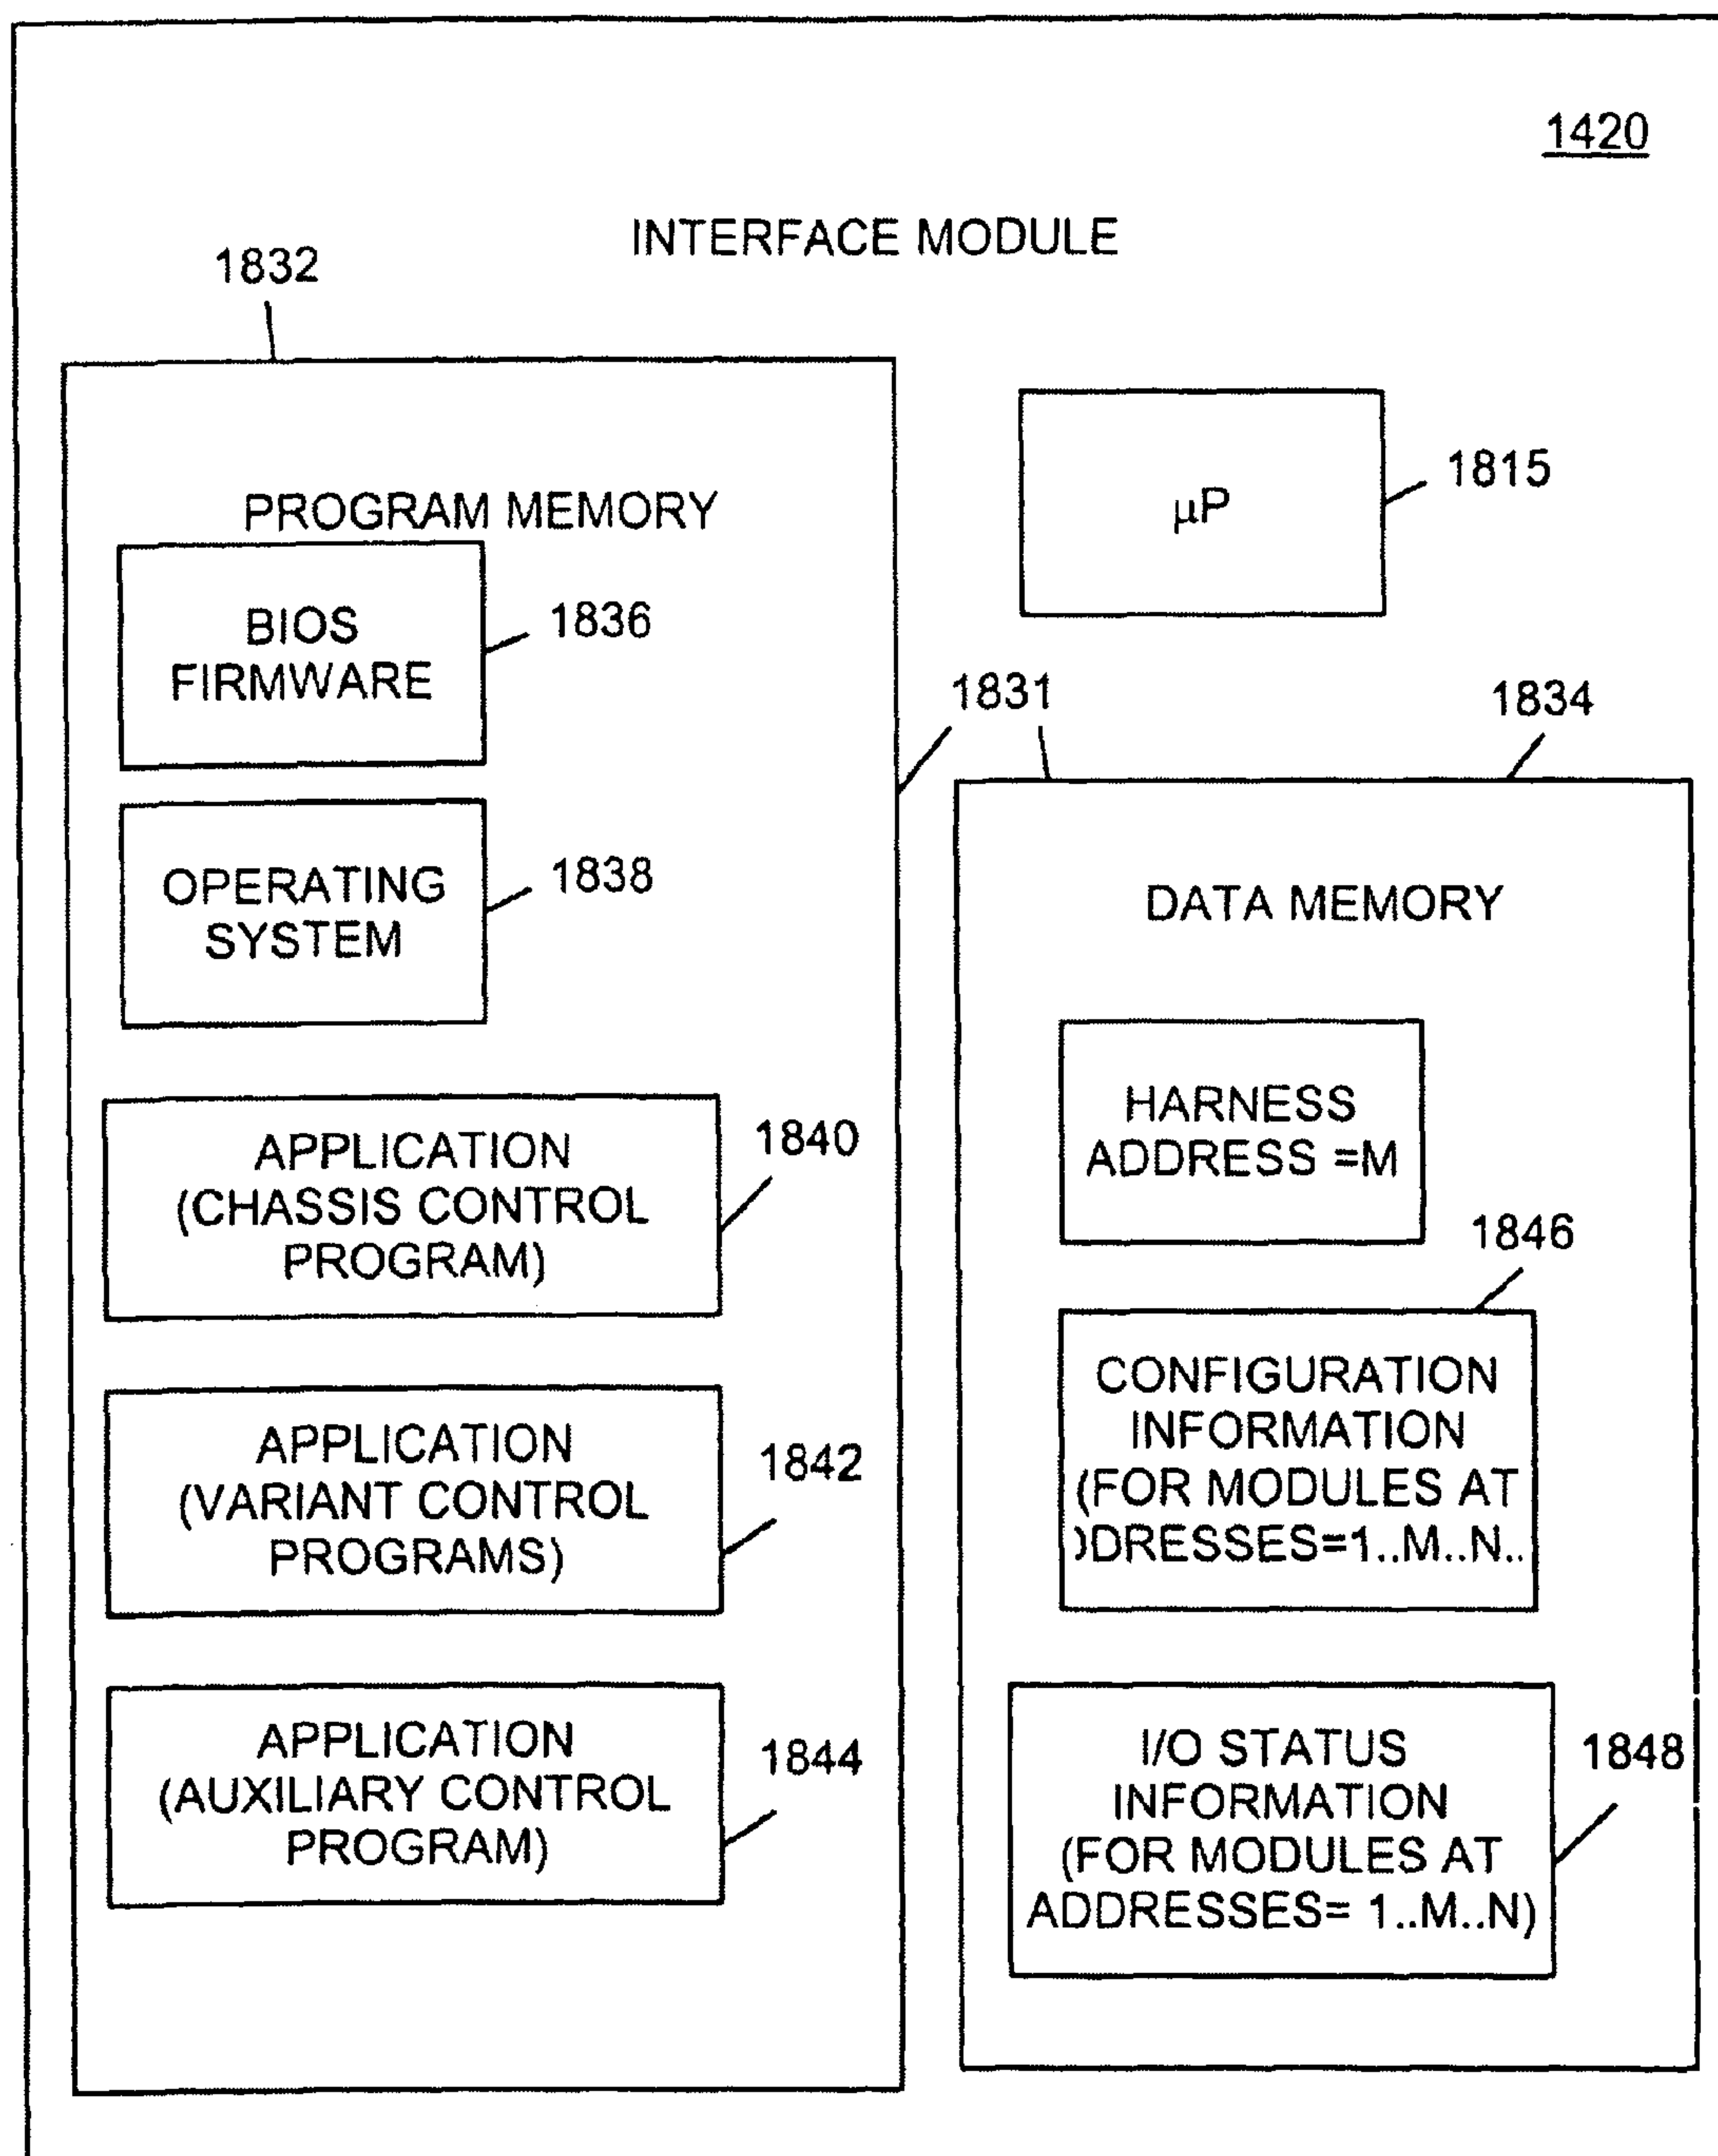 1420
INTERFACE MODULE
1832
PROGRAM MEMORY
BIOS
FIRMWARE
1836
OPERATING
SYSTEM
1838
APPLICATION
(CHASSIS CONTROL
PROGRAM)
1840
APPLICATION
(VARIANT CONTROL
PROGRAMS)
1842
APPLICATION
(AUXILIARY CONTROL
PROGRAM)
1844
µP
1815
1831
1834
DATA MEMORY
HARNESS
ADDRESS =M
1846
CONFIGURATION
INFORMATION
(FOR MODULES AT
DDRESSES=1..M..N..
I/O STATUS
INFORMATION
(FOR MODULES AT
ADDRESSES= 1..M..N)
1848